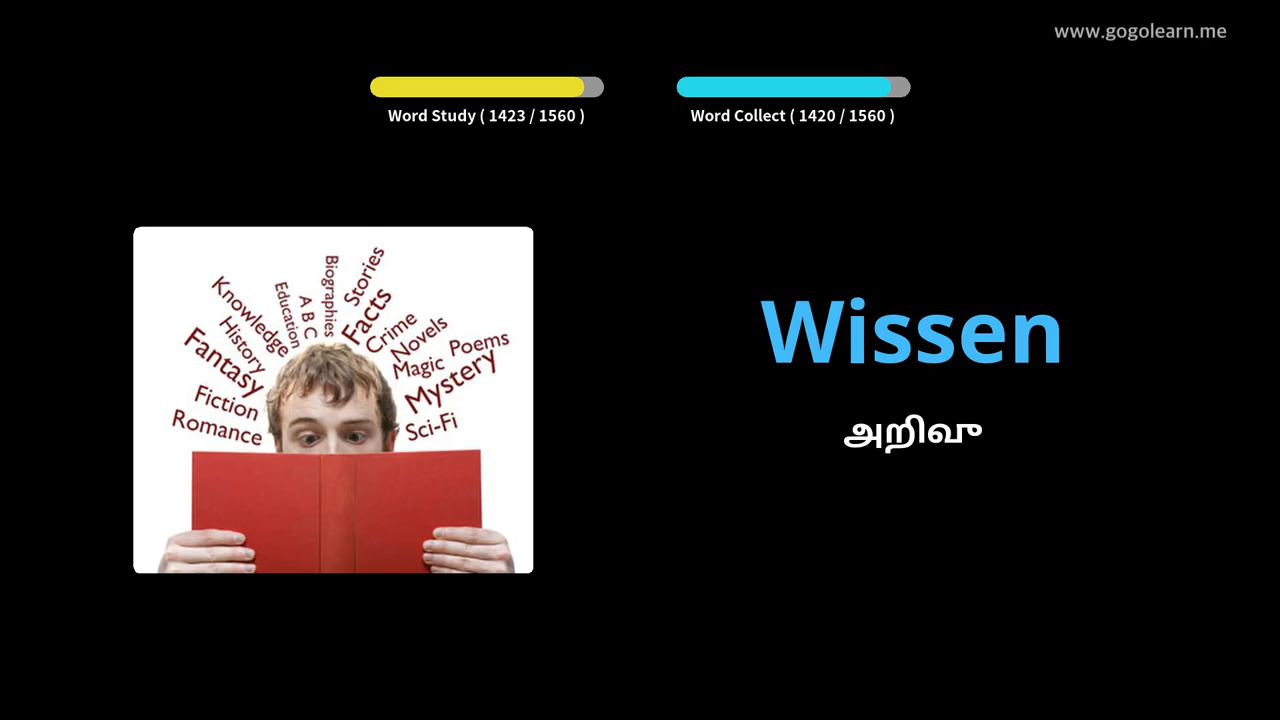 www.gogolearn.me
Word Study ( 1423 / 1560 )
Word Collect ( 1420 / 1560 )
Wissen
அறிவு
Biographies
Stories
Education
A B C
Facts
Knowledge
Crime
History
Novels
Fantasy
Poems
Magic
Mystery
Fiction
Romance
Sci-Fi